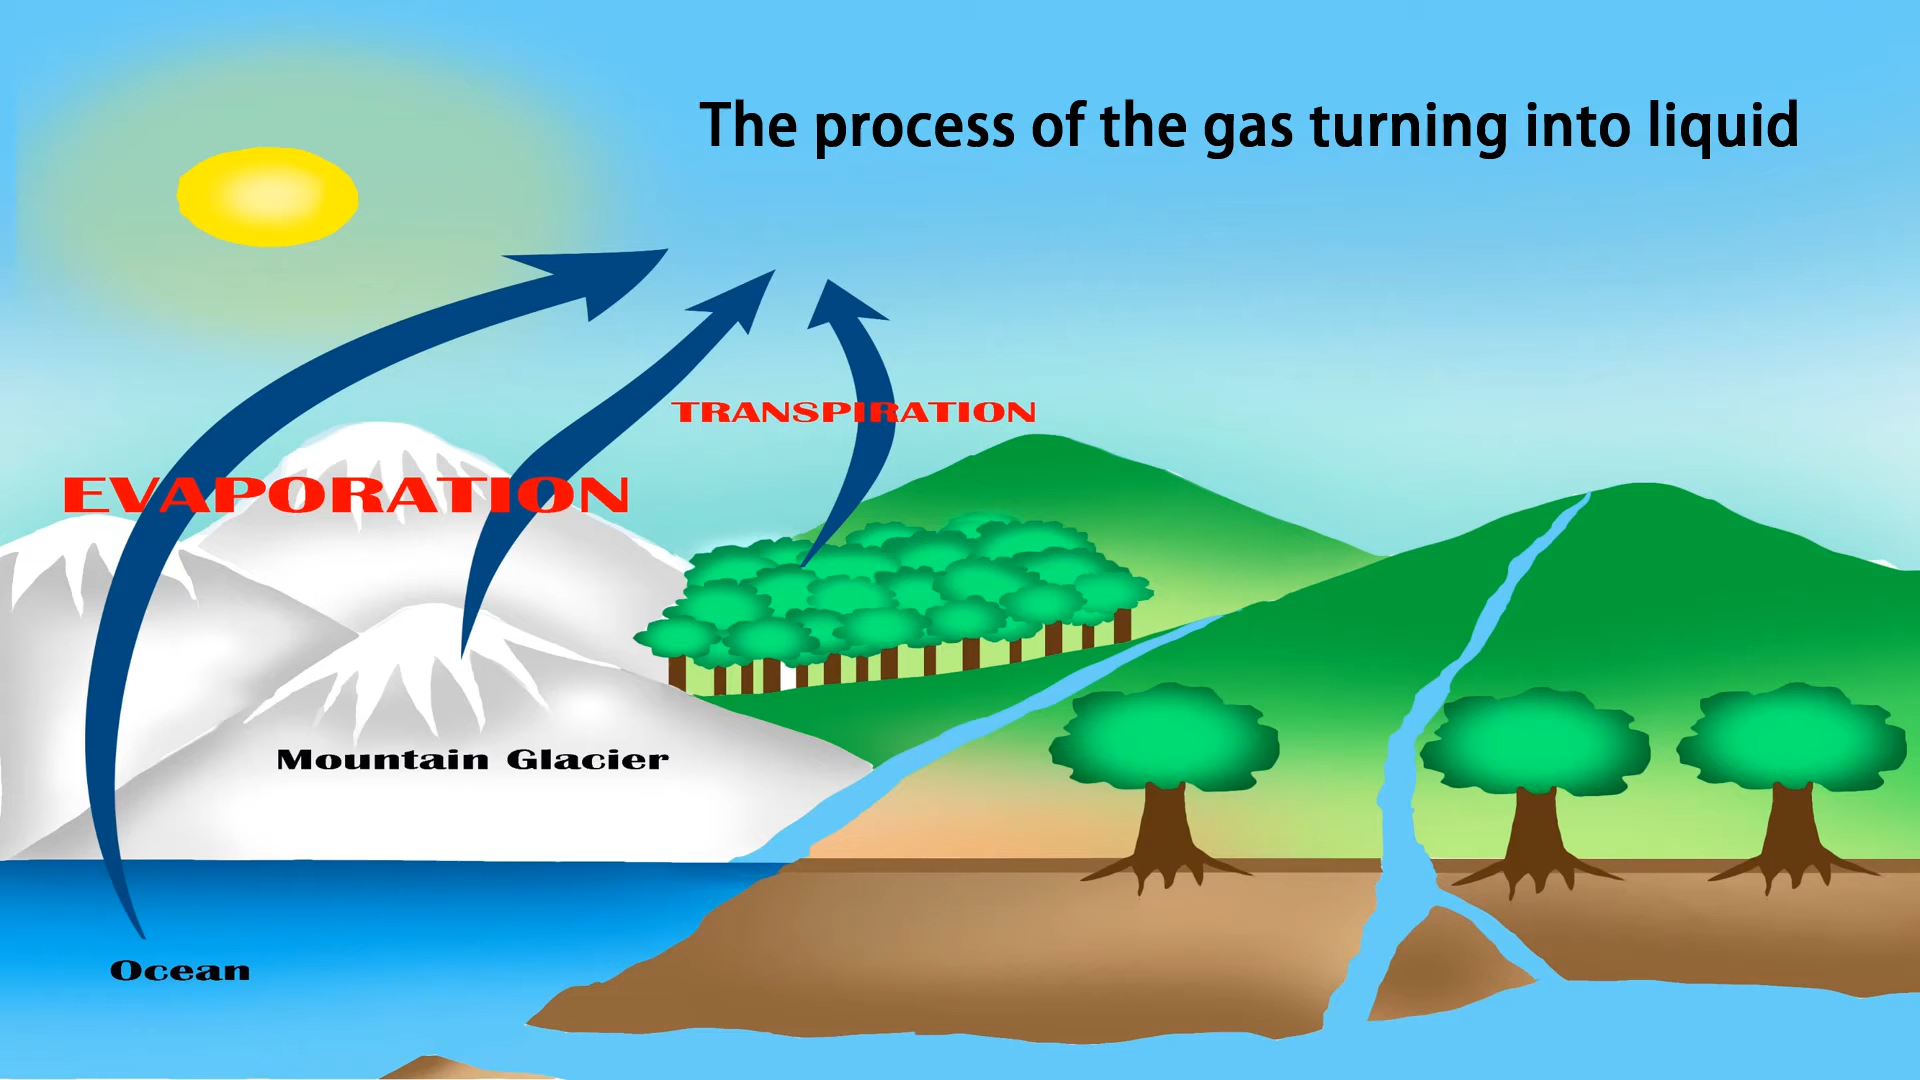 The process of the gas turning into liquid
TRANSPIRATION
EVAPORATION
Mountain Glacier
Ocean